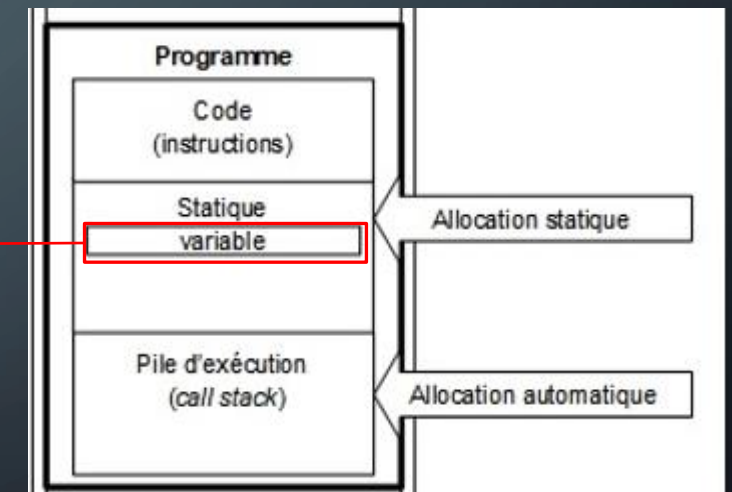 Programme
Code
(instructions)
Statique
variable
Allocation statique
Pile d'exécution
(call stack)
Allocation automatique